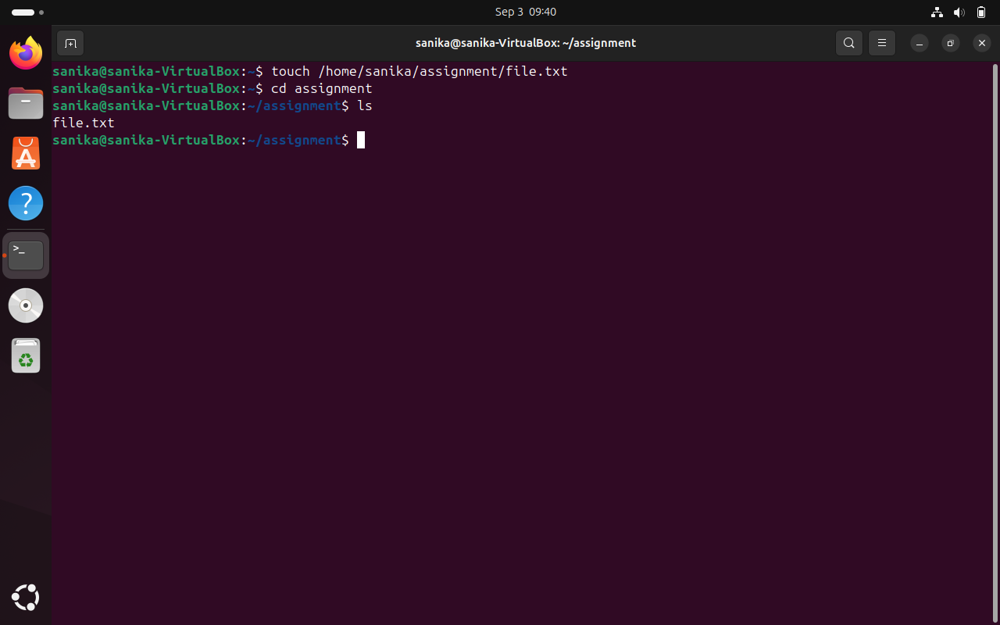 Sep 3 09:40
sanika@sanika-VirtualBox: ~/assignment
sanika@sanika-VirtualBox:~$ touch /home/sanika/assignment/file.txt
sanika@sanika-VirtualBox:~$ cd assignment
sanika@sanika-VirtualBox:~/assignment$ ls
file.txt
sanika@sanika-VirtualBox:~/assignment$